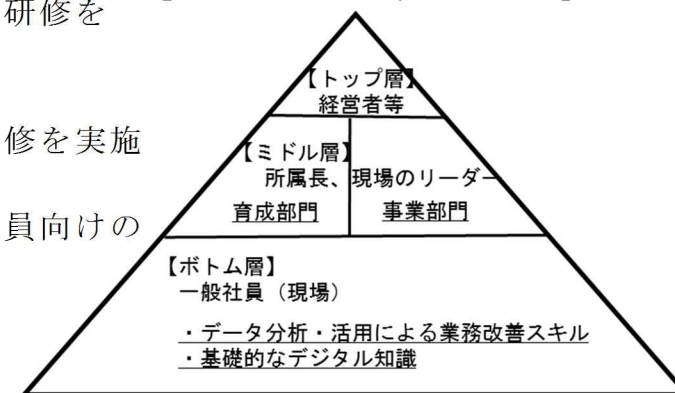 研修を
【トップ層】
経営者等
修を実施
【ミドル層】
所属長、現場のリーダー
育成部門
事業部門
員向けの
【ボトム層】
一般社員（現場）
・データ分析・活用による業務改善スキル
・基礎的なデジタル知識